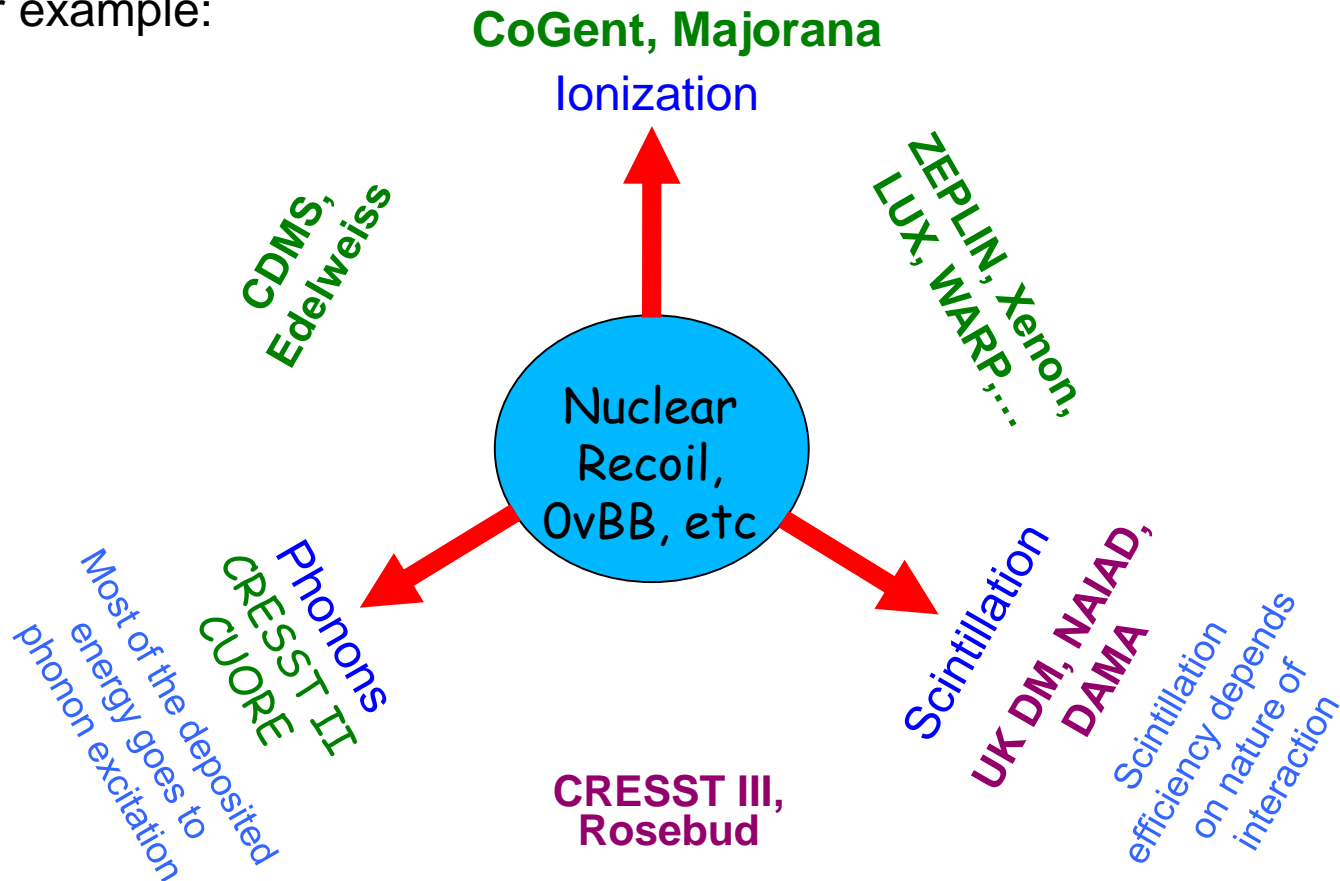 r example:
CoGent, Majorana
Ionization
CDMS,
Edelweiss
ZEPLIN, Xenon,
LUX, WARP,...
Nuclear
Recoil,
0vBB, etc
Phonons
CRESST II
CUORE
Most of the deposited
energy goes to
phonon excitation
Scintillation
UK DM, NAIAD,
DAMA
Scintillation
efficiency depends
on nature of
interaction
CRESST III,
Rosebud